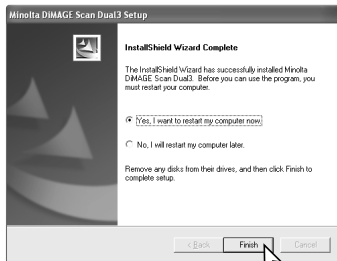 Minolta DiMAGE Scan Dual3 Setup
InstallShield Wizard Complete
The InstallShield Wizard has successfully installed Minolta
DiMAGE Scan Dual3. Before you can use the program, you
must restart your computer.
Yes, I want to restart my computer now.
No, I will restart my computer later.
Remove any disks from their drives, and then click Finish to
complete setup.
< Back Finish Cancel